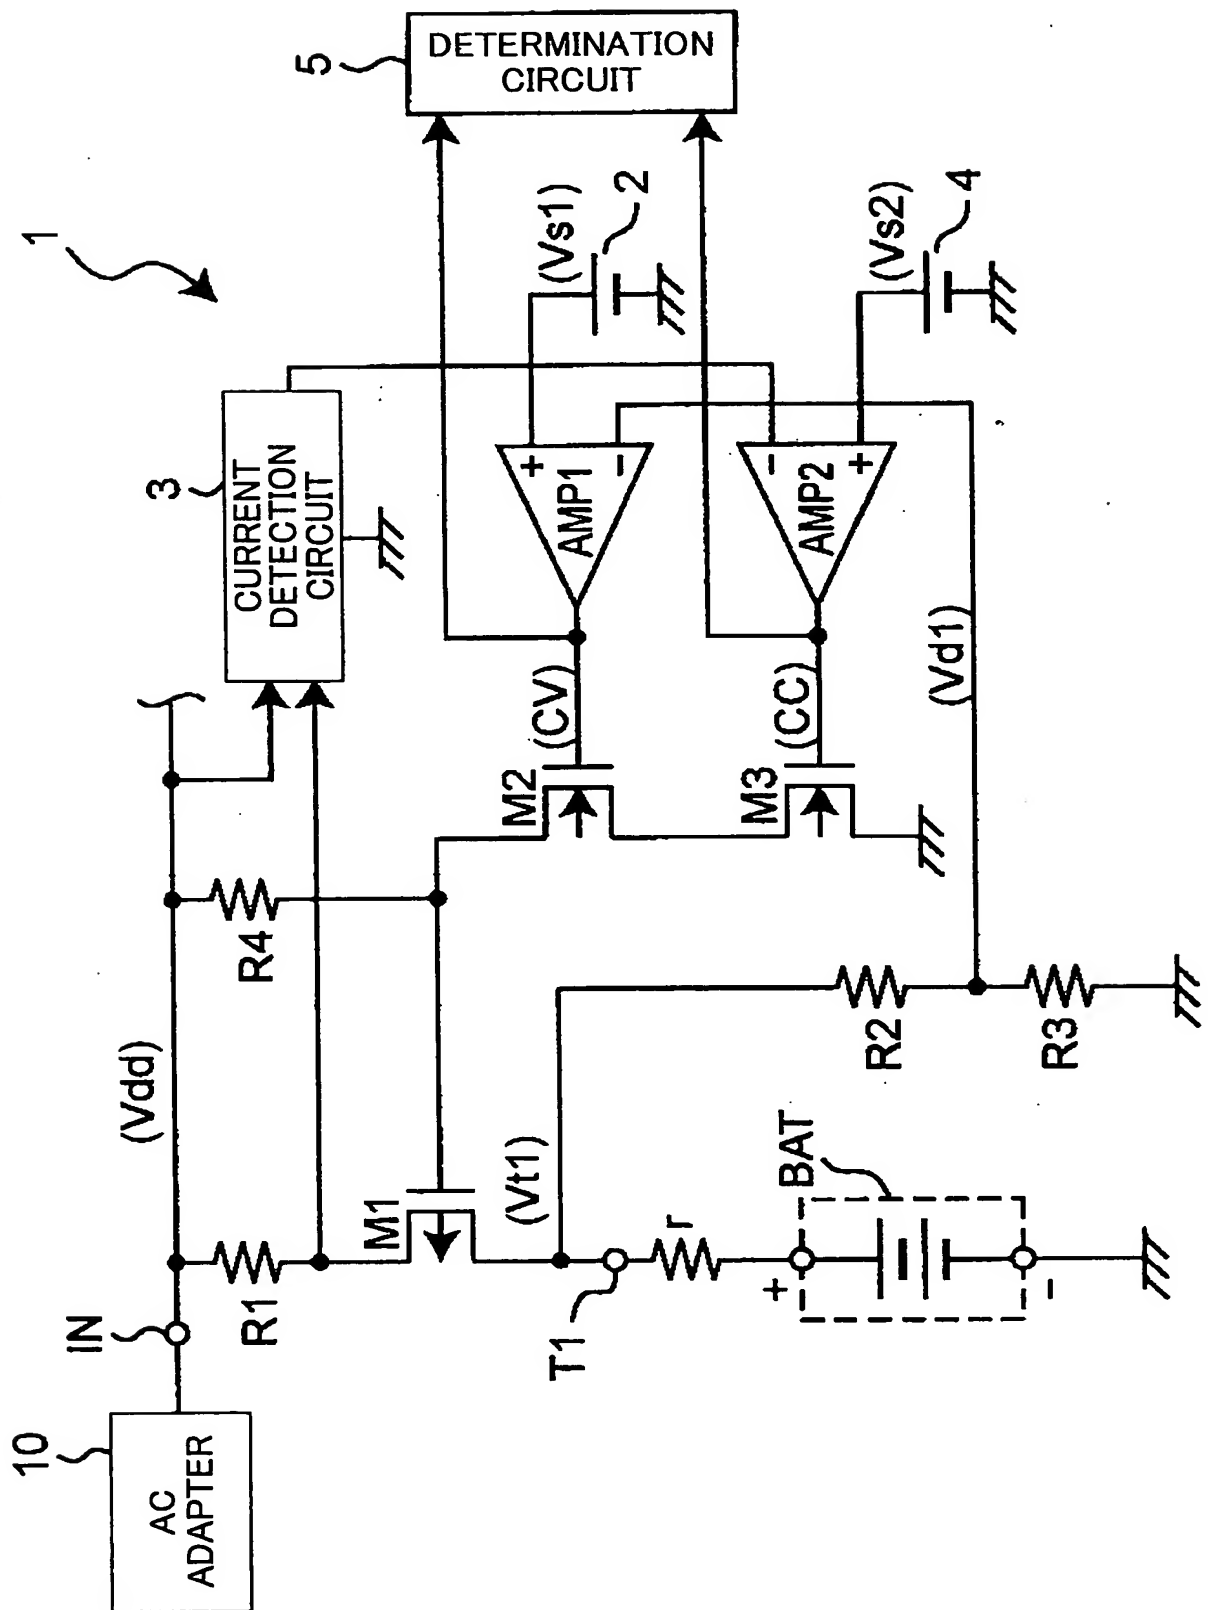 1
10
AC
ADAPTER
IN
(Vdd)
R1
R4
3
CURRENT
DETECTION
CIRCUIT
5
DETERMINATION
CIRCUIT
M1
(Vt1)
T1
r
+
BAT
-
R2
R3
M2
(CV)
M3
(CC)
(Vd1)
+
AMP1
-
-
AMP2
+
(Vs1)
2
(Vs2)
4